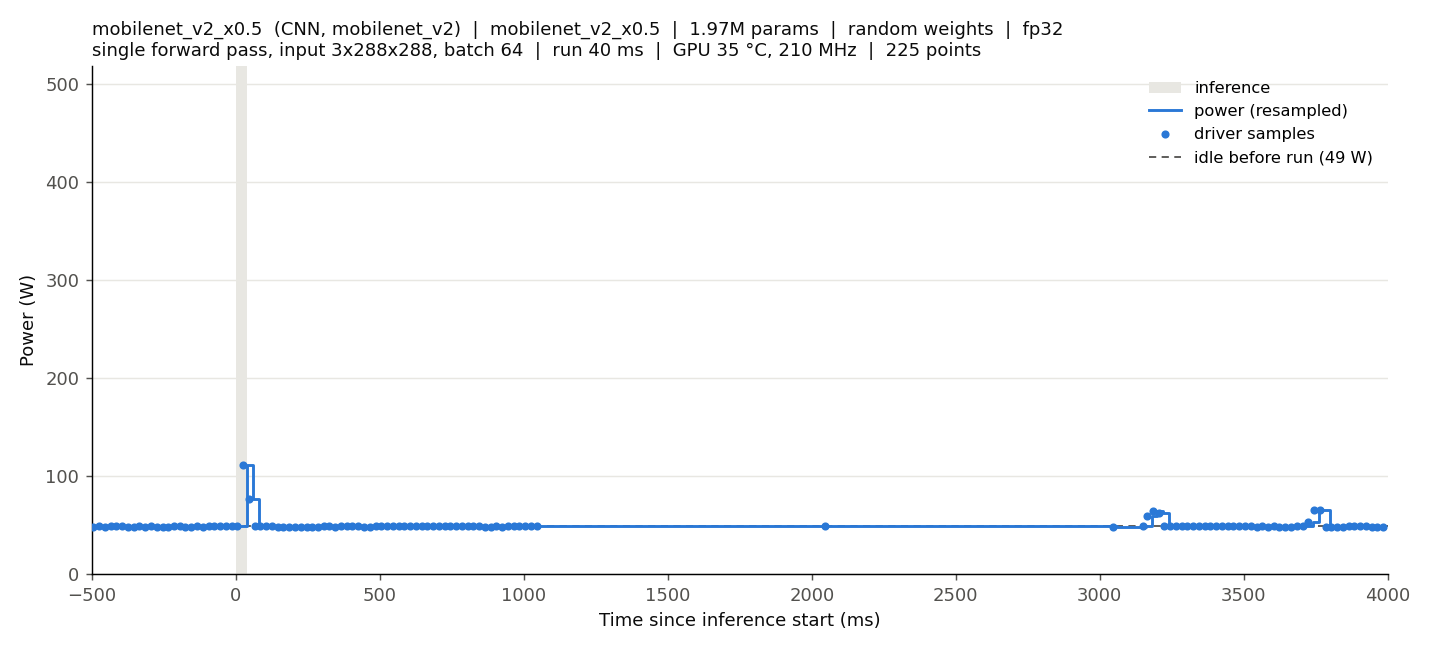 mobilenet_v2_x0.5  (CNN, mobilenet_v2)  |  mobilenet_v2_x0.5  |  1.97M params  |  random weights  |  fp32
single forward pass, input 3x288x288, batch 64  |  run 40 ms  |  GPU 35 °C, 210 MHz  |  225 points
500
400
300
200
100
0
Power (W)
inference
power (resampled)
driver samples
idle before run (49 W)
−500
0
500
1000
1500
2000
2500
3000
3500
4000
Time since inference start (ms)